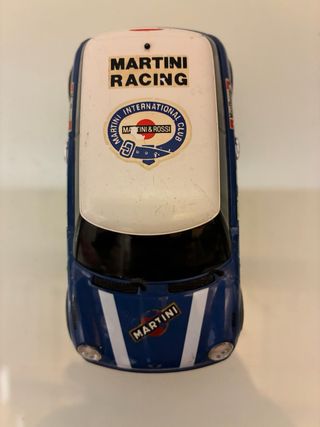 MARTINI
RACING
MARTINI INTERNATIONAL CLUB
MARTINI & ROSSI
MARTINI